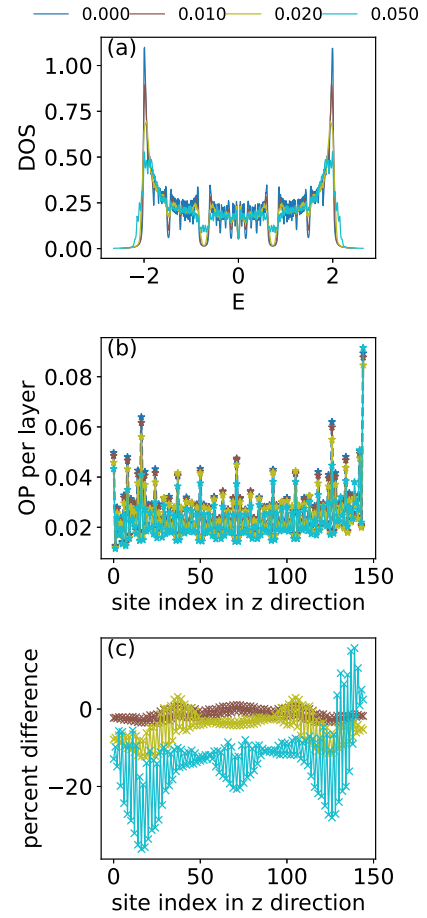 0.000 0.010 0.020 0.050
(a)
1.00
0.75
0.50
0.25
0.00
DOS
−2 0 2
E
(b)
0.08
0.06
0.04
0.02
OP per layer
0 50 100 150
site index in z direction
(c)
0
−20
percent difference
0 50 100 150
site index in z direction